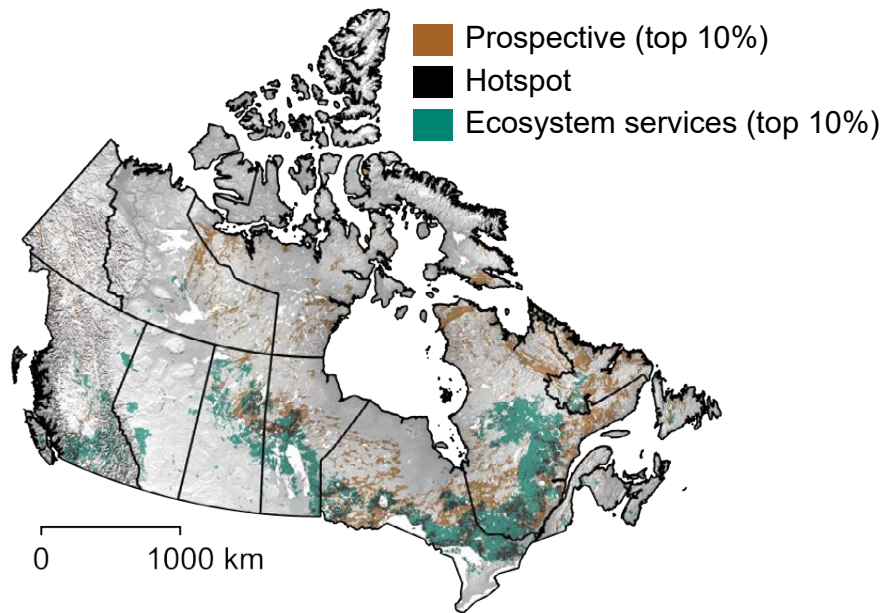 Prospective (top 10%)
Hotspot
Ecosystem services (top 10%)
0 1000 km